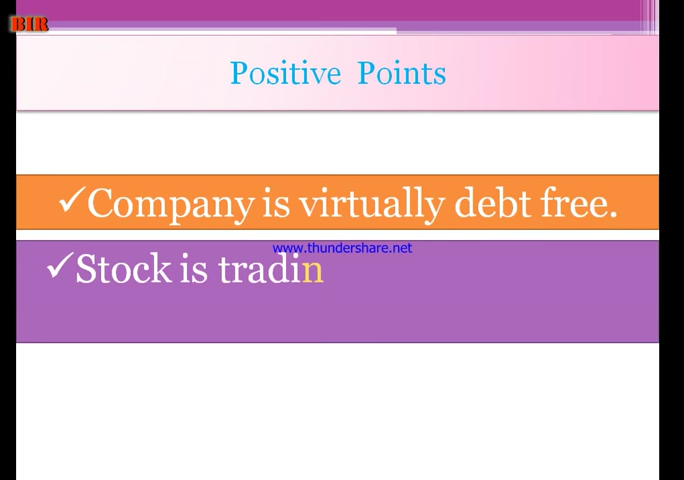 BIR
Positive Points
✓Company is virtually debt free.
www.thundershare.net
✓Stock is tradin